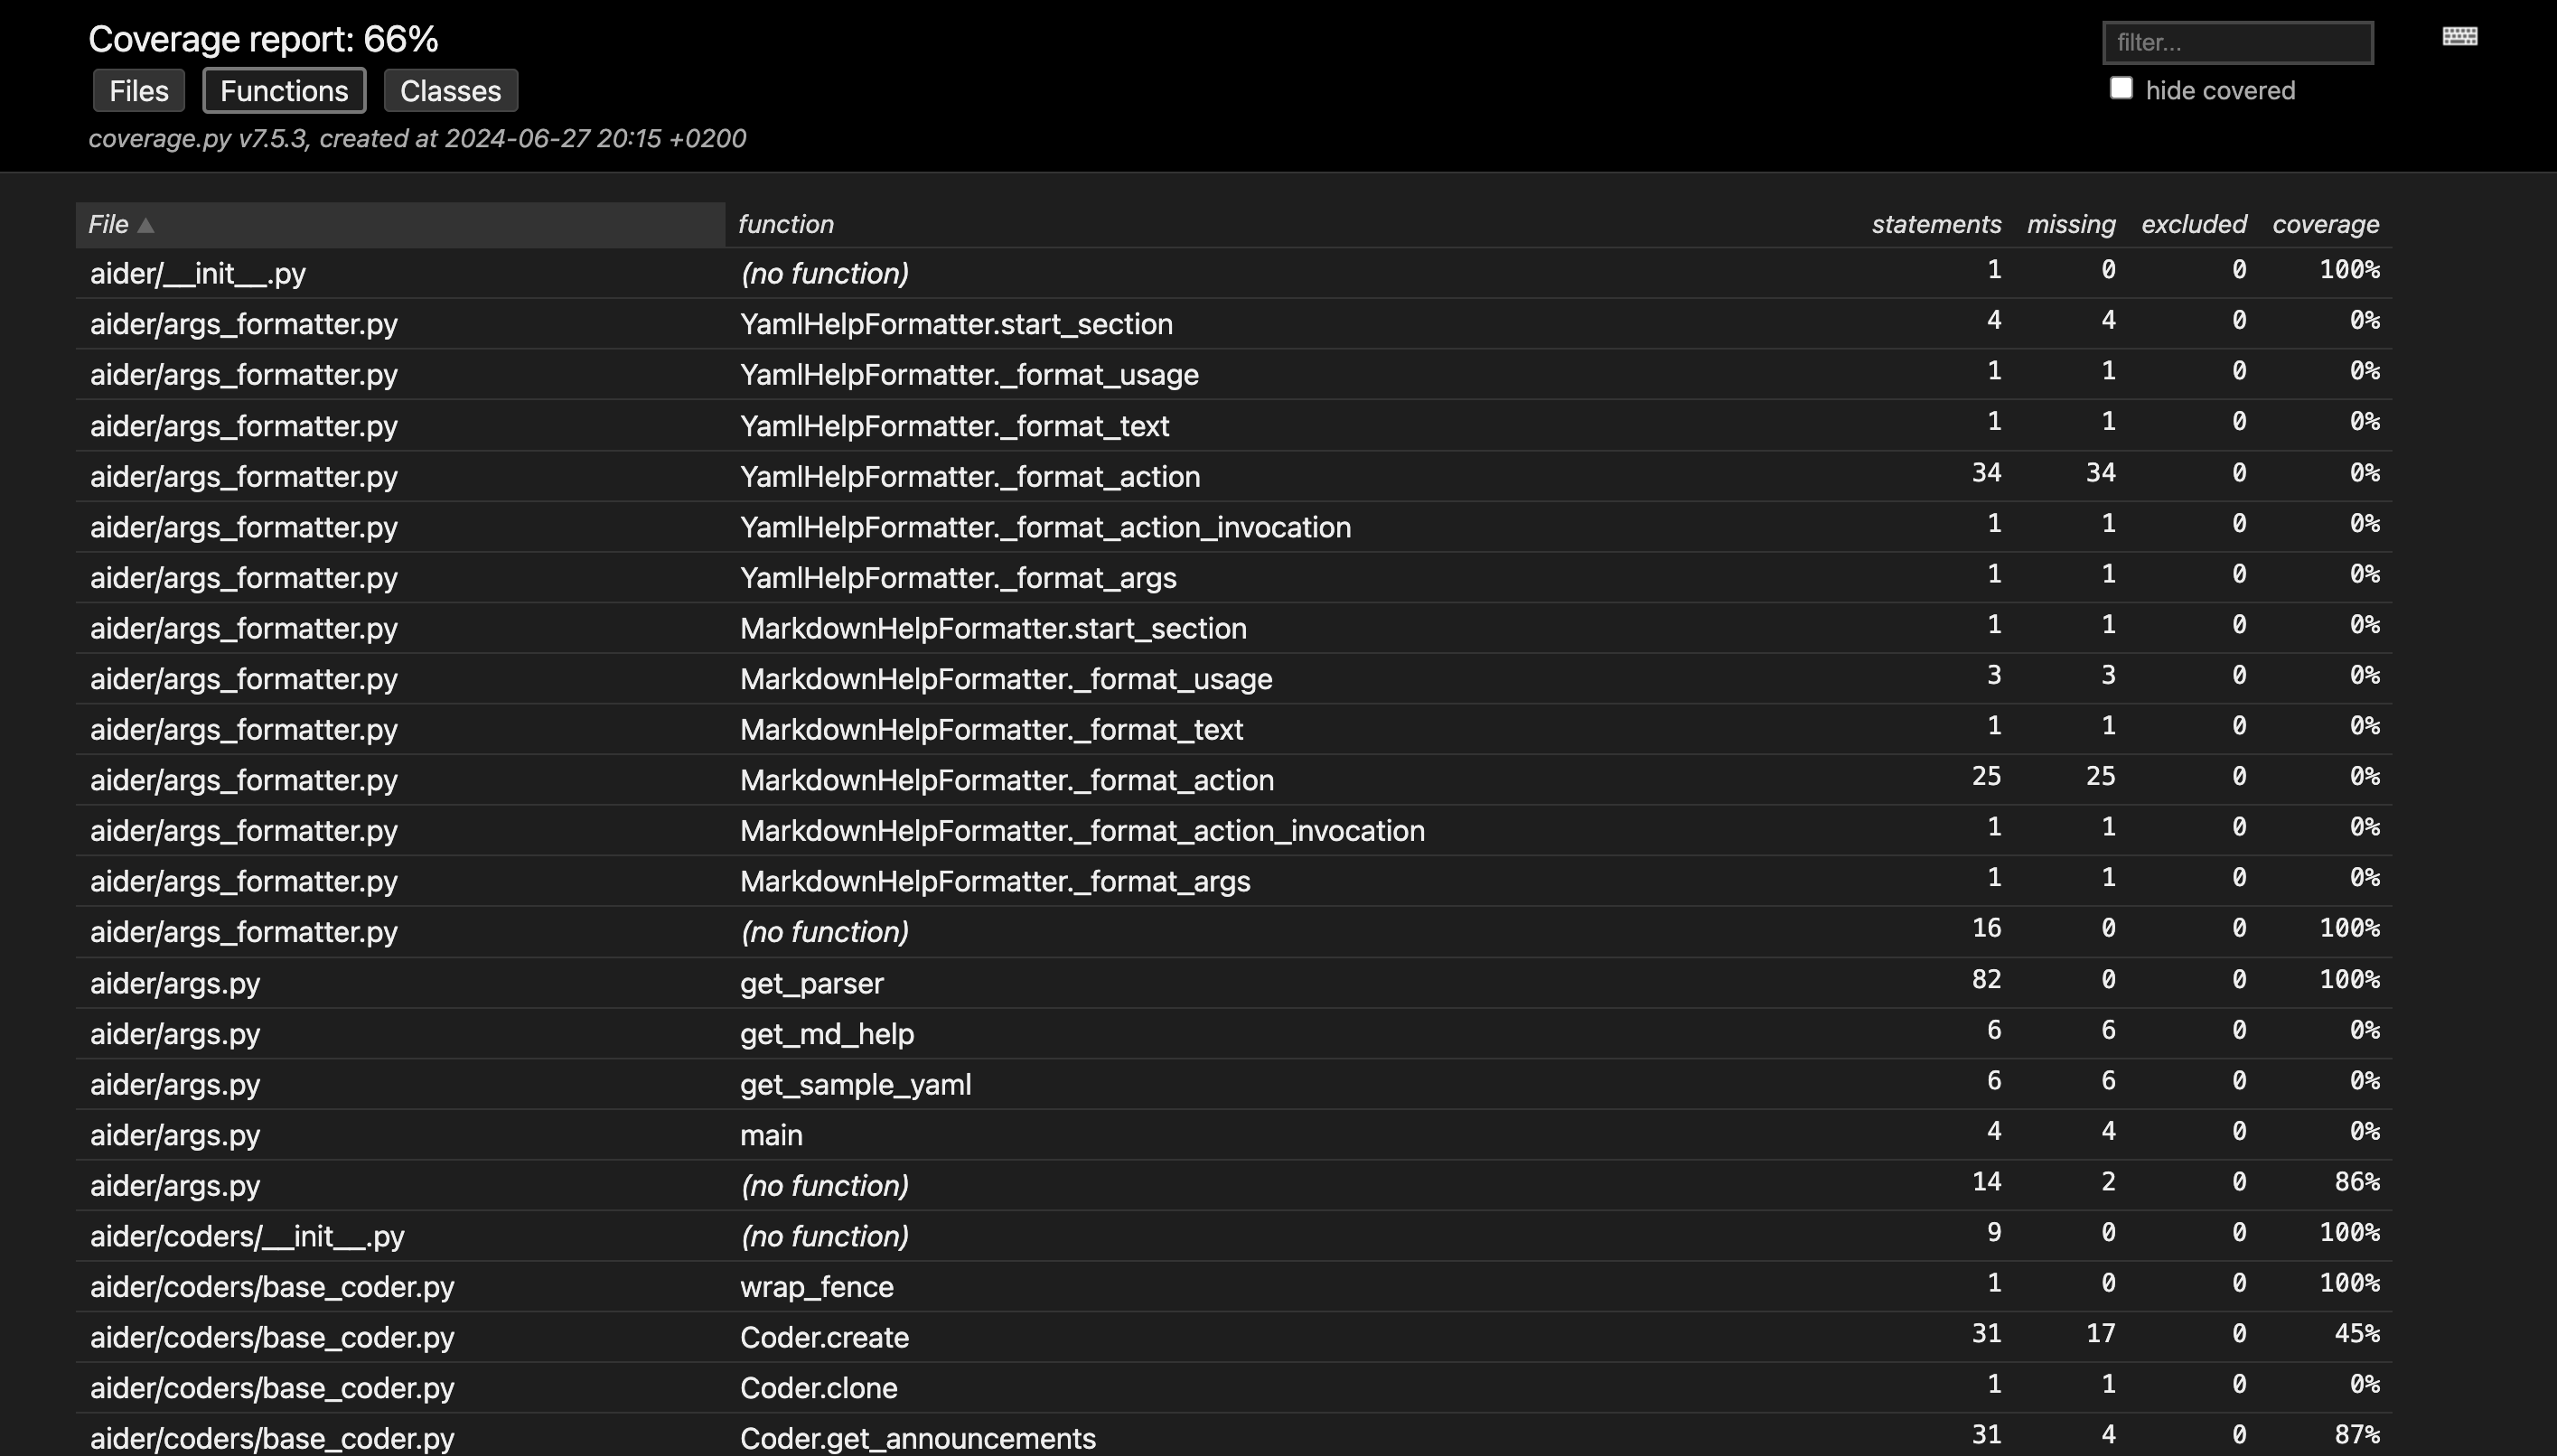 Coverage report: 66%
filter...
Files Functions Classes
hide covered
coverage.py v7.5.3, created at 2024-06-27 20:15 +0200
File ▲ function statements missing excluded coverage
aider/__init__.py (no function) 1 0 0 100%
aider/args_formatter.py YamlHelpFormatter.start_section 4 4 0 0%
aider/args_formatter.py YamlHelpFormatter._format_usage 1 1 0 0%
aider/args_formatter.py YamlHelpFormatter._format_text 1 1 0 0%
aider/args_formatter.py YamlHelpFormatter._format_action 34 34 0 0%
aider/args_formatter.py YamlHelpFormatter._format_action_invocation 1 1 0 0%
aider/args_formatter.py YamlHelpFormatter._format_args 1 1 0 0%
aider/args_formatter.py MarkdownHelpFormatter.start_section 1 1 0 0%
aider/args_formatter.py MarkdownHelpFormatter._format_usage 3 3 0 0%
aider/args_formatter.py MarkdownHelpFormatter._format_text 1 1 0 0%
aider/args_formatter.py MarkdownHelpFormatter._format_action 25 25 0 0%
aider/args_formatter.py MarkdownHelpFormatter._format_action_invocation 1 1 0 0%
aider/args_formatter.py MarkdownHelpFormatter._format_args 1 1 0 0%
aider/args_formatter.py (no function) 16 0 0 100%
aider/args.py get_parser 82 0 0 100%
aider/args.py get_md_help 6 6 0 0%
aider/args.py get_sample_yaml 6 6 0 0%
aider/args.py main 4 4 0 0%
aider/args.py (no function) 14 2 0 86%
aider/coders/__init__.py (no function) 9 0 0 100%
aider/coders/base_coder.py wrap_fence 1 0 0 100%
aider/coders/base_coder.py Coder.create 31 17 0 45%
aider/coders/base_coder.py Coder.clone 1 1 0 0%
aider/coders/base_coder.py Coder.get_announcements 31 4 0 87%